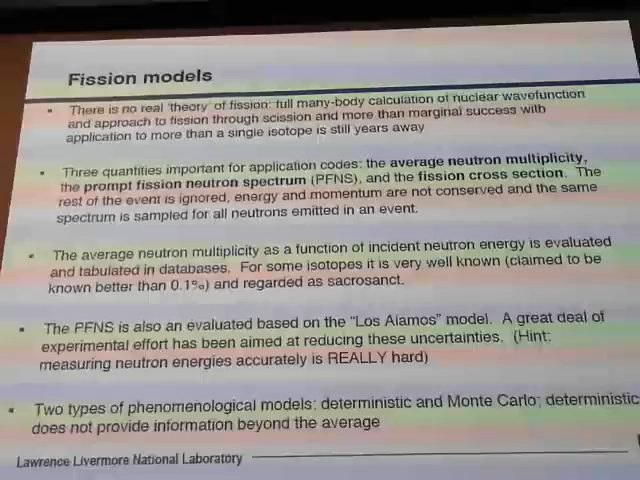 Fission models
• There is no real 'theory' of fission: full many-body calculation of nuclear wavefunction
and approach to fission through scission and more than marginal success with
application to more than a single isotope is still years away
• Three quantities important for application codes: the average neutron multiplicity,
the prompt fission neutron spectrum (PFNS), and the fission cross section. The
rest of the event is ignored, energy and momentum are not conserved and the same
spectrum is sampled for all neutrons emitted in an event.
• The average neutron multiplicity as a function of incident neutron energy is evaluated
and tabulated in databases. For some isotopes it is very well known (claimed to be
known better than 0.1%) and regarded as sacrosanct.
• The PFNS is also an evaluated based on the "Los Alamos" model. A great deal of
experimental effort has been aimed at reducing these uncertainties. (Hint:
measuring neutron energies accurately is REALLY hard)
• Two types of phenomenological models: deterministic and Monte Carlo; deterministic
does not provide information beyond the average
Lawrence Livermore National Laboratory